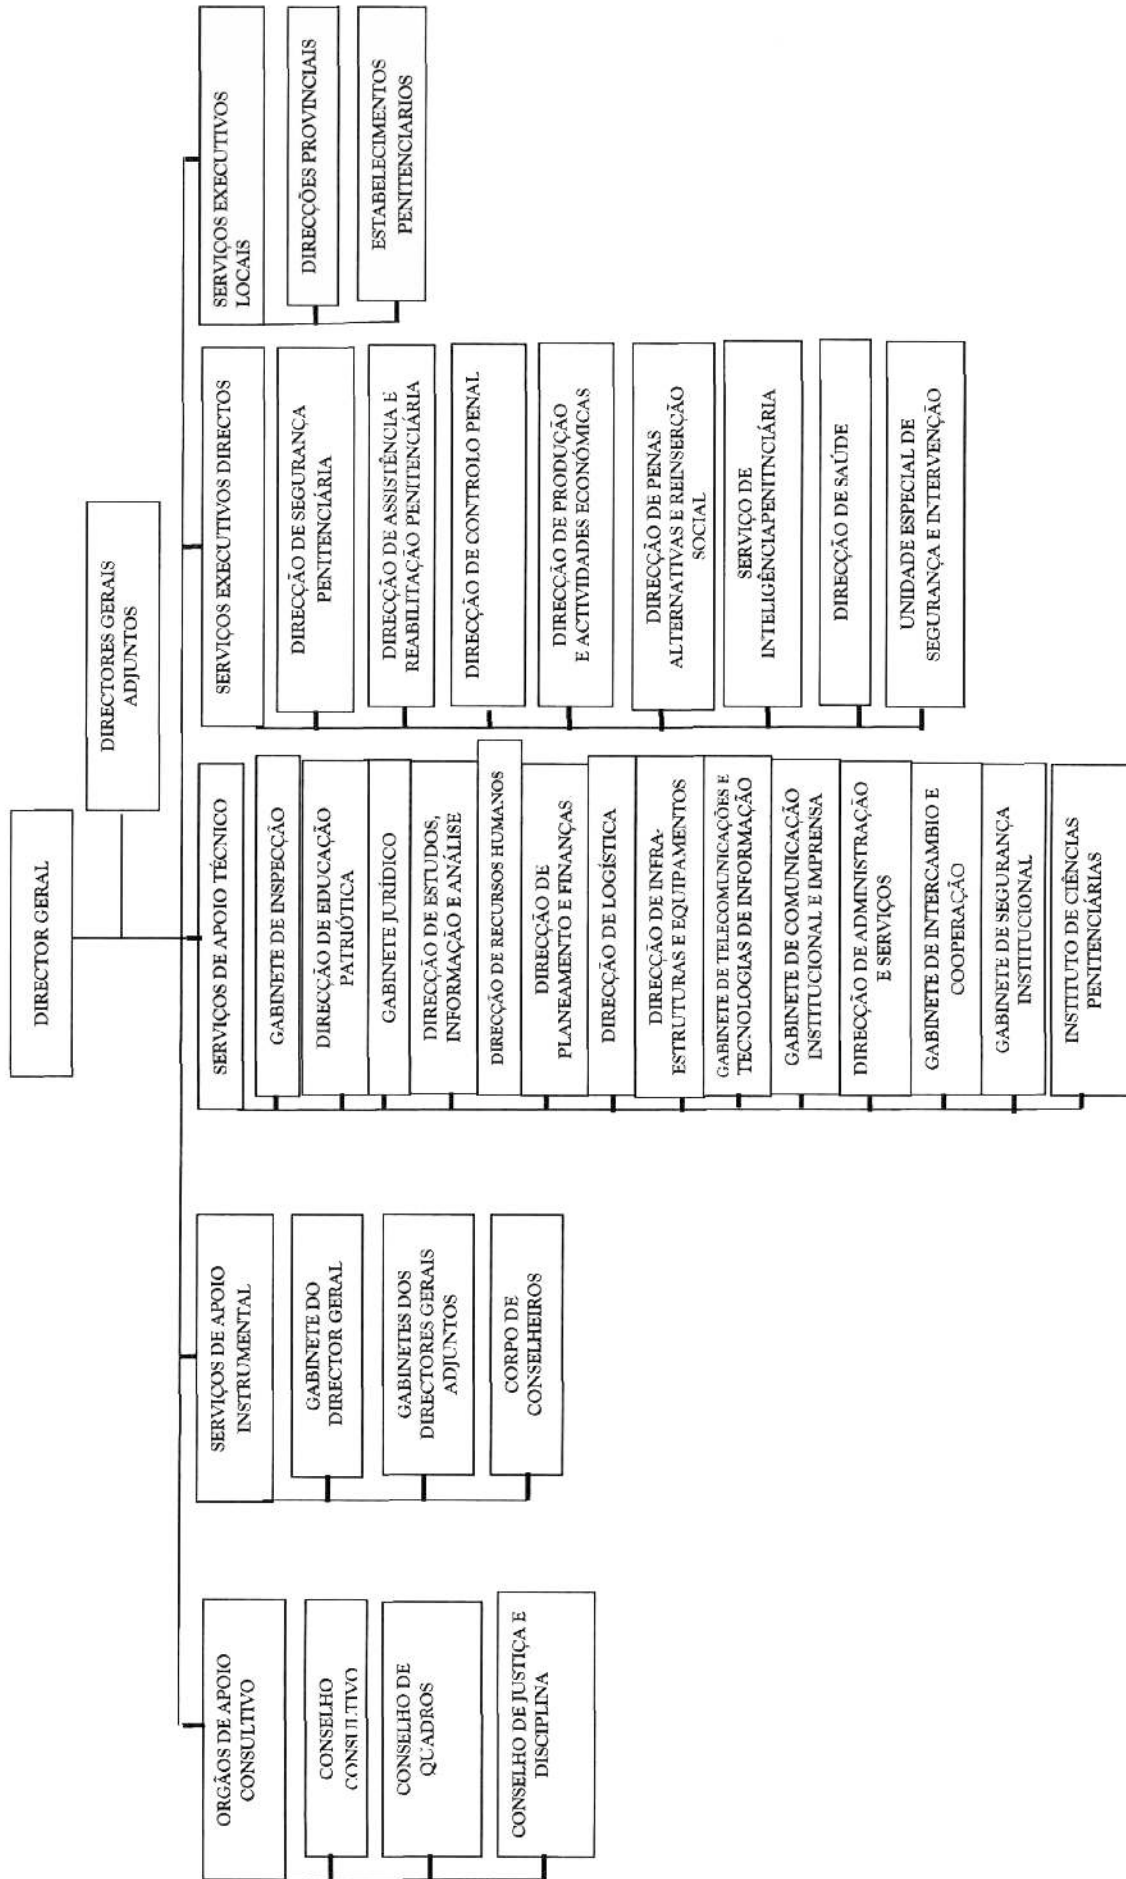 DIRECTOR GERAL
DIRECTORES GERAIS
ADJUNTOS
ORGÃOS DE APOIO
CONSULTIVO
CONSELHO
CONSULTIVO
CONSELHO DE
QUADROS
CONSELHO DE JUSTIÇA E
DISCIPLINA
SERVIÇOS DE APOIO
INSTRUMENTAL
GABINETE DO
DIRECTOR GERAL
GABINETES DOS
DIRECTORES GERAIS
ADJUNTOS
CORPO DE
CONSELHEIROS
SERVIÇOS DE APOIO TÉCNICO
GABINETE DE INSPECÇÃO
DIRECÇÃO DE EDUCAÇÃO
PATRIÓTICA
GABINETE JURÍDICO
DIRECÇÃO DE ESTUDOS,
INFORMAÇÃO E ANÁLISE
DIRECÇÃO DE RECURSOS HUMANOS
DIRECÇÃO DE
PLANEAMENTO E FINANÇAS
DIRECÇÃO DE LOGÍSTICA
DIRECÇÃO DE INFRA-
ESTRUTURAS E EQUIPAMENTOS
GABINETE DE TELECOMUNICAÇÕES E
TECNOLOGIAS DE INFORMAÇÃO
GABINETE DE COMUNICAÇÃO
INSTITUCIONAL E IMPRENSA
DIRECÇÃO DE ADMINISTRAÇÃO
E SERVIÇOS
GABINETE DE INTERCAMBIO E
COOPERAÇÃO
GABINETE DE SEGURANÇA
INSTITUCIONAL
INSTITUTO DE CIÊNCIAS
PENITENCIÁRIAS
SERVIÇOS EXECUTIVOS DIRECTOS
DIRECÇÃO DE SEGURANÇA
PENITENCIÁRIA
DIRECÇÃO DE ASSISTÊNCIA E
REABILITAÇÃO PENITENCIÁRIA
DIRECÇÃO DE CONTROLO PENAL
DIRECÇÃO DE PRODUÇÃO
E ACTIVIDADES ECONÓMICAS
DIRECÇÃO DE PENAS
ALTERNATIVAS E REINSERÇÃO
SOCIAL
SERVIÇO DE
INTELIGÊNCIAPENITNCIÁRIA
DIRECÇÃO DE SAÚDE
UNIDADE ESPECIAL DE
SEGURANÇA E INTERVENÇÃO
SERVIÇOS EXECUTIVOS
LOCAIS
DIRECÇÕES PROVINCIAIS
ESTABELECIMENTOS
PENITENCIARIOS